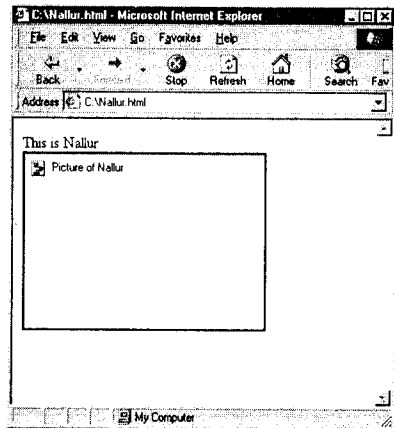 C:\Nallur.html - Microsoft Internet Explorer
File Edit View Go Favorites Help
Back Forward Stop Refresh Home Search Fav
Address C:\Nallur.html
This is Nallur
Picture of Nallur
My Computer